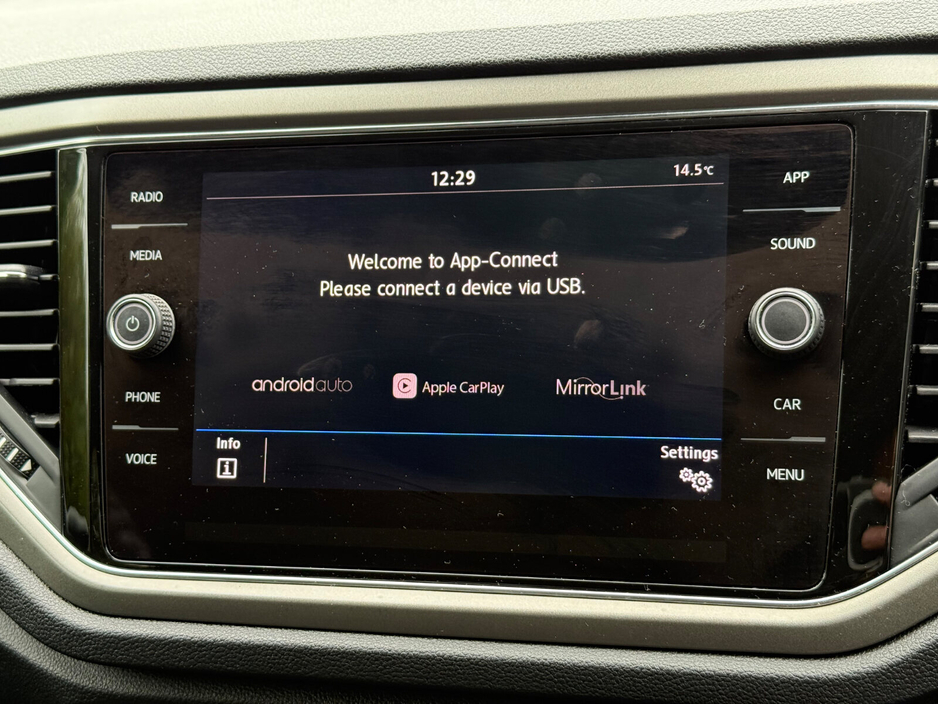 RADIO
MEDIA
PHONE
VOICE
12:29
14.5°C
Welcome to App-Connect
Please connect a device via USB.
androidauto
Apple CarPlay
MirrorLink
Info
Settings
APP
SOUND
CAR
MENU